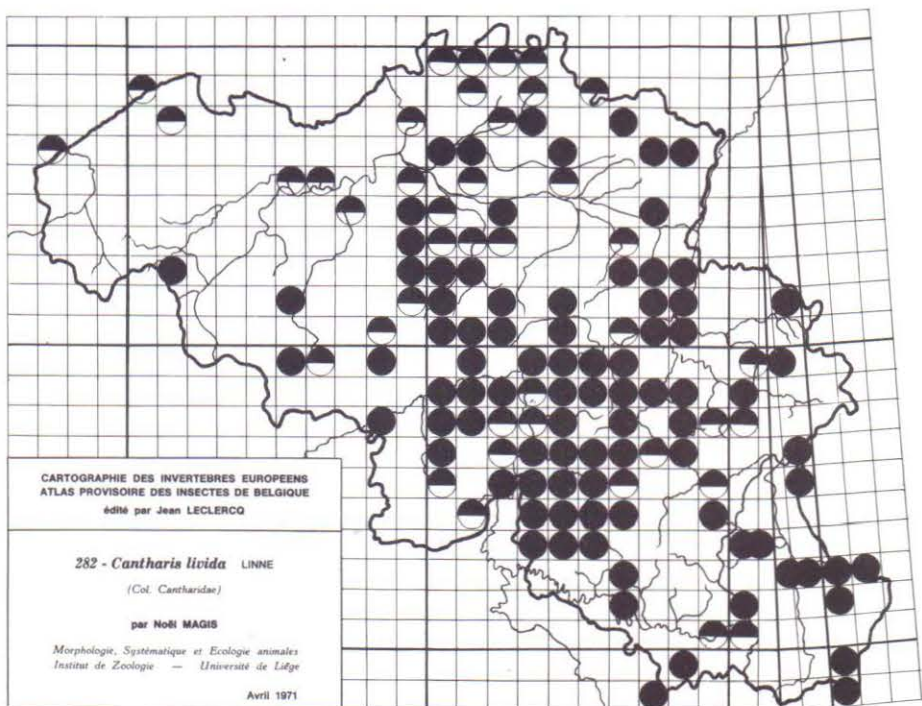 CARTOGRAPHIE DES INVERTEBRES EUROPEENS
ATLAS PROVISOIRE DES INSECTES DE BELGIQUE
édité par Jean LECLERCQ
282 - Cantharis livida LINNE
(Col. Cantharidae)
par Noël MAGIS
Morphologie, Systématique et Ecologie animales
Institut de Zoologie — Université de Liège
Avril 1971